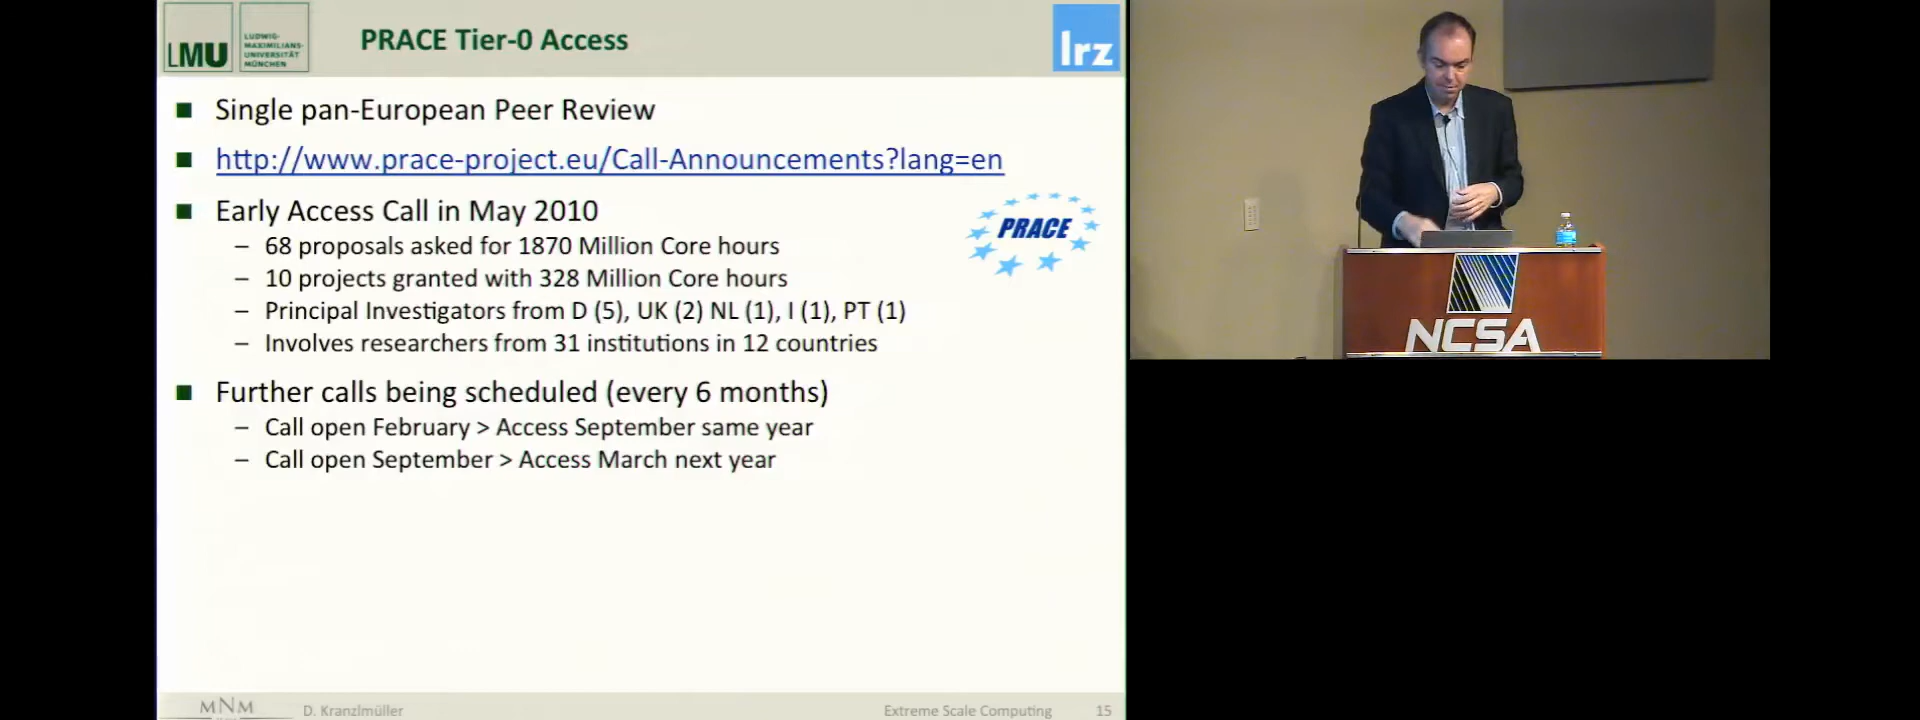 LMU
LUDWIG-
MAXIMILIANS-
UNIVERSITÄT
MÜNCHEN
PRACE Tier-0 Access
lrz
■ Single pan-European Peer Review
■ http://www.prace-project.eu/Call-Announcements?lang=en
■ Early Access Call in May 2010
– 68 proposals asked for 1870 Million Core hours
– 10 projects granted with 328 Million Core hours
– Principal Investigators from D (5), UK (2) NL (1), I (1), PT (1)
– Involves researchers from 31 institutions in 12 countries
PRACE
■ Further calls being scheduled (every 6 months)
– Call open February > Access September same year
– Call open September > Access March next year
MNM
D. Kranzlmüller
Extreme Scale Computing
15
NCSA